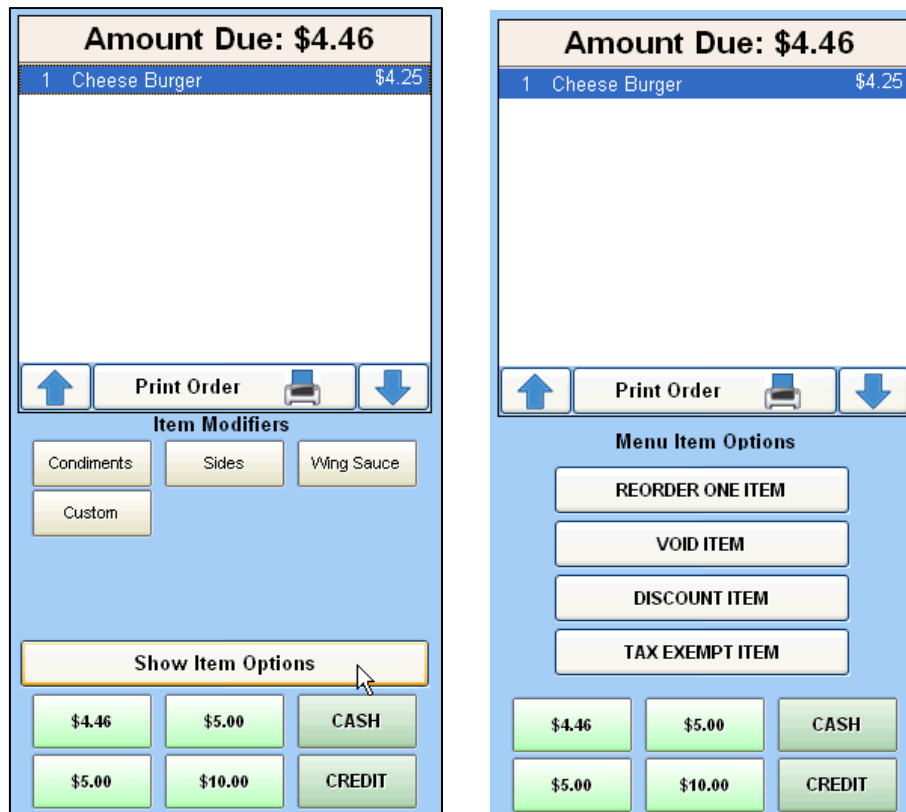 Amount Due: $4.46
1 Cheese Burger $4.25
Print Order
Item Modifiers
Condiments Sides Wing Sauce
Custom
Show Item Options
$4.46 $5.00 CASH
$5.00 $10.00 CREDIT
Amount Due: $4.46
1 Cheese Burger $4.25
Print Order
Menu Item Options
REORDER ONE ITEM
VOID ITEM
DISCOUNT ITEM
TAX EXEMPT ITEM
$4.46 $5.00 CASH
$5.00 $10.00 CREDIT